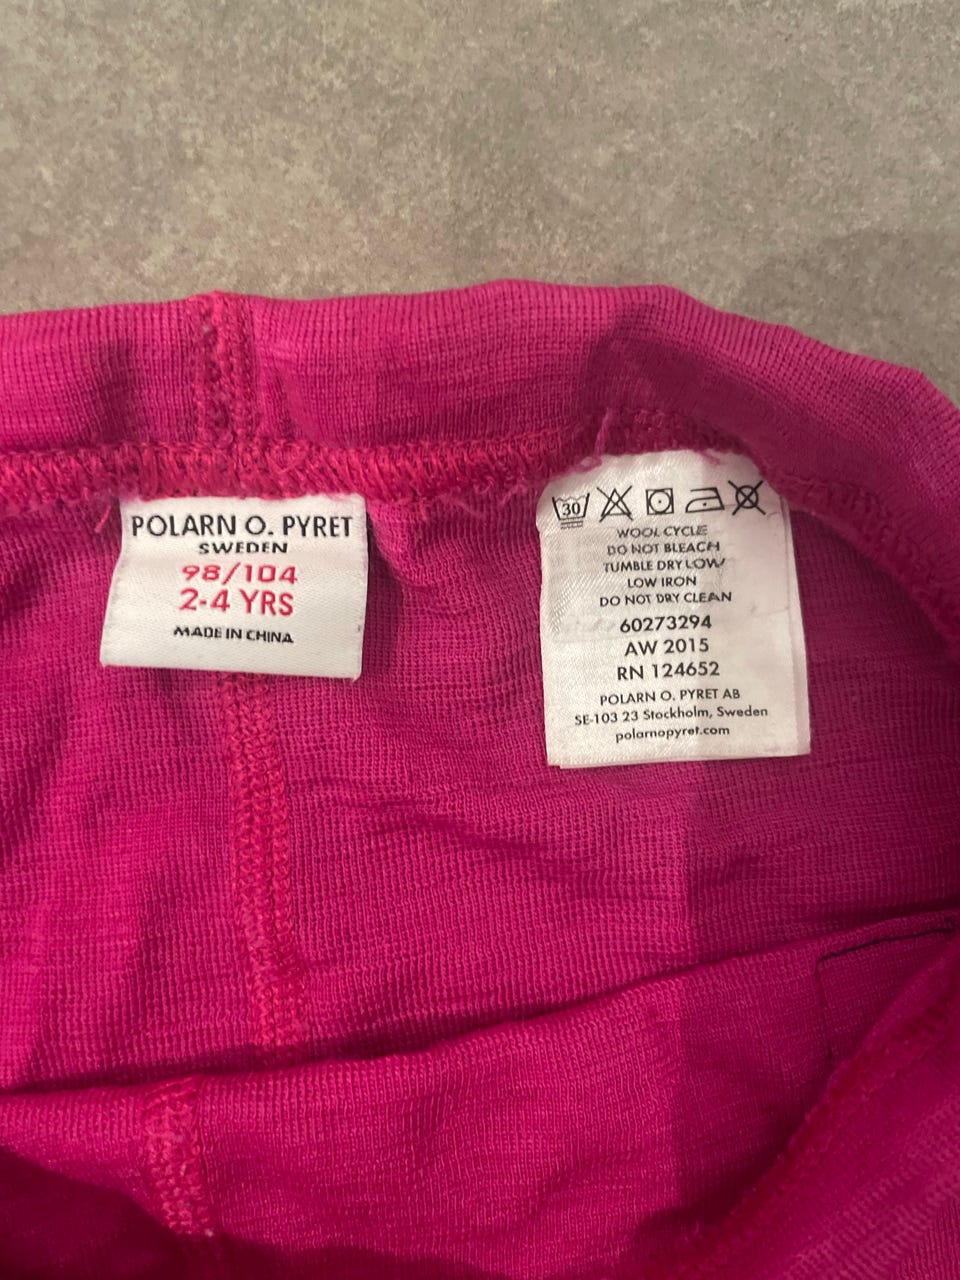 POLARN O. PYRET
SWEDEN
98/104
2-4 YRS
MADE IN CHINA
30
WOOL CYCLE
DO NOT BLEACH
TUMBLE DRY LOW
LOW IRON
DO NOT DRY CLEAN
60273294
AW 2015
RN 124652
POLARN O. PYRET AB
SE-103 23 Stockholm, Sweden
polarnopyret.com